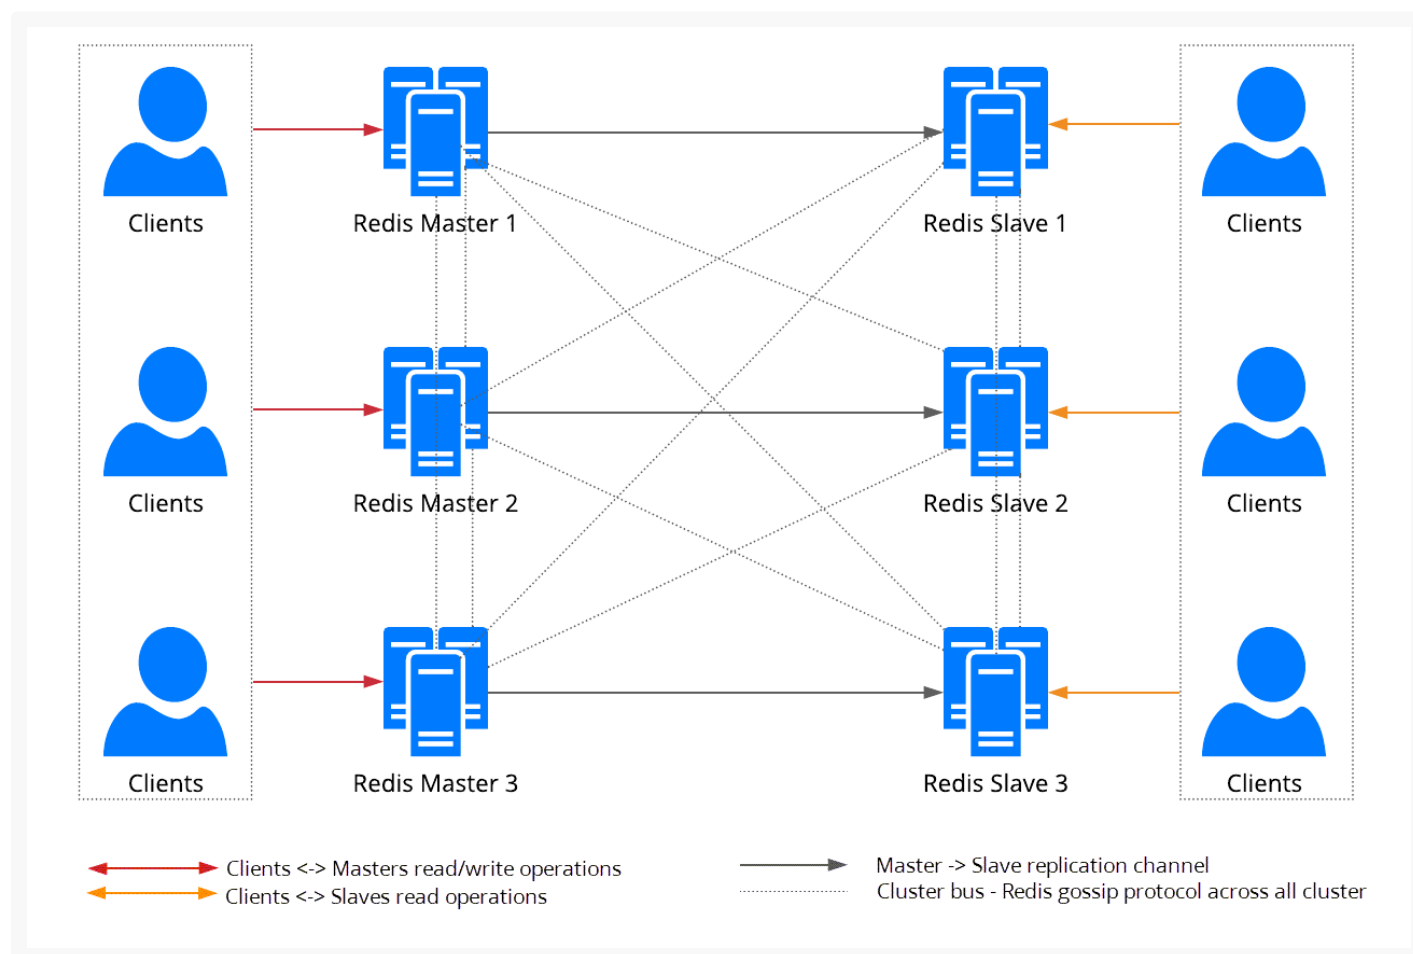 Clients
Redis Master 1
Redis Slave 1
Clients
Clients
Redis Master 2
Redis Slave 2
Clients
Clients
Redis Master 3
Redis Slave 3
Clients
Clients <-> Masters read/write operations
Clients <-> Slaves read operations
Master -> Slave replication channel
Cluster bus - Redis gossip protocol across all cluster